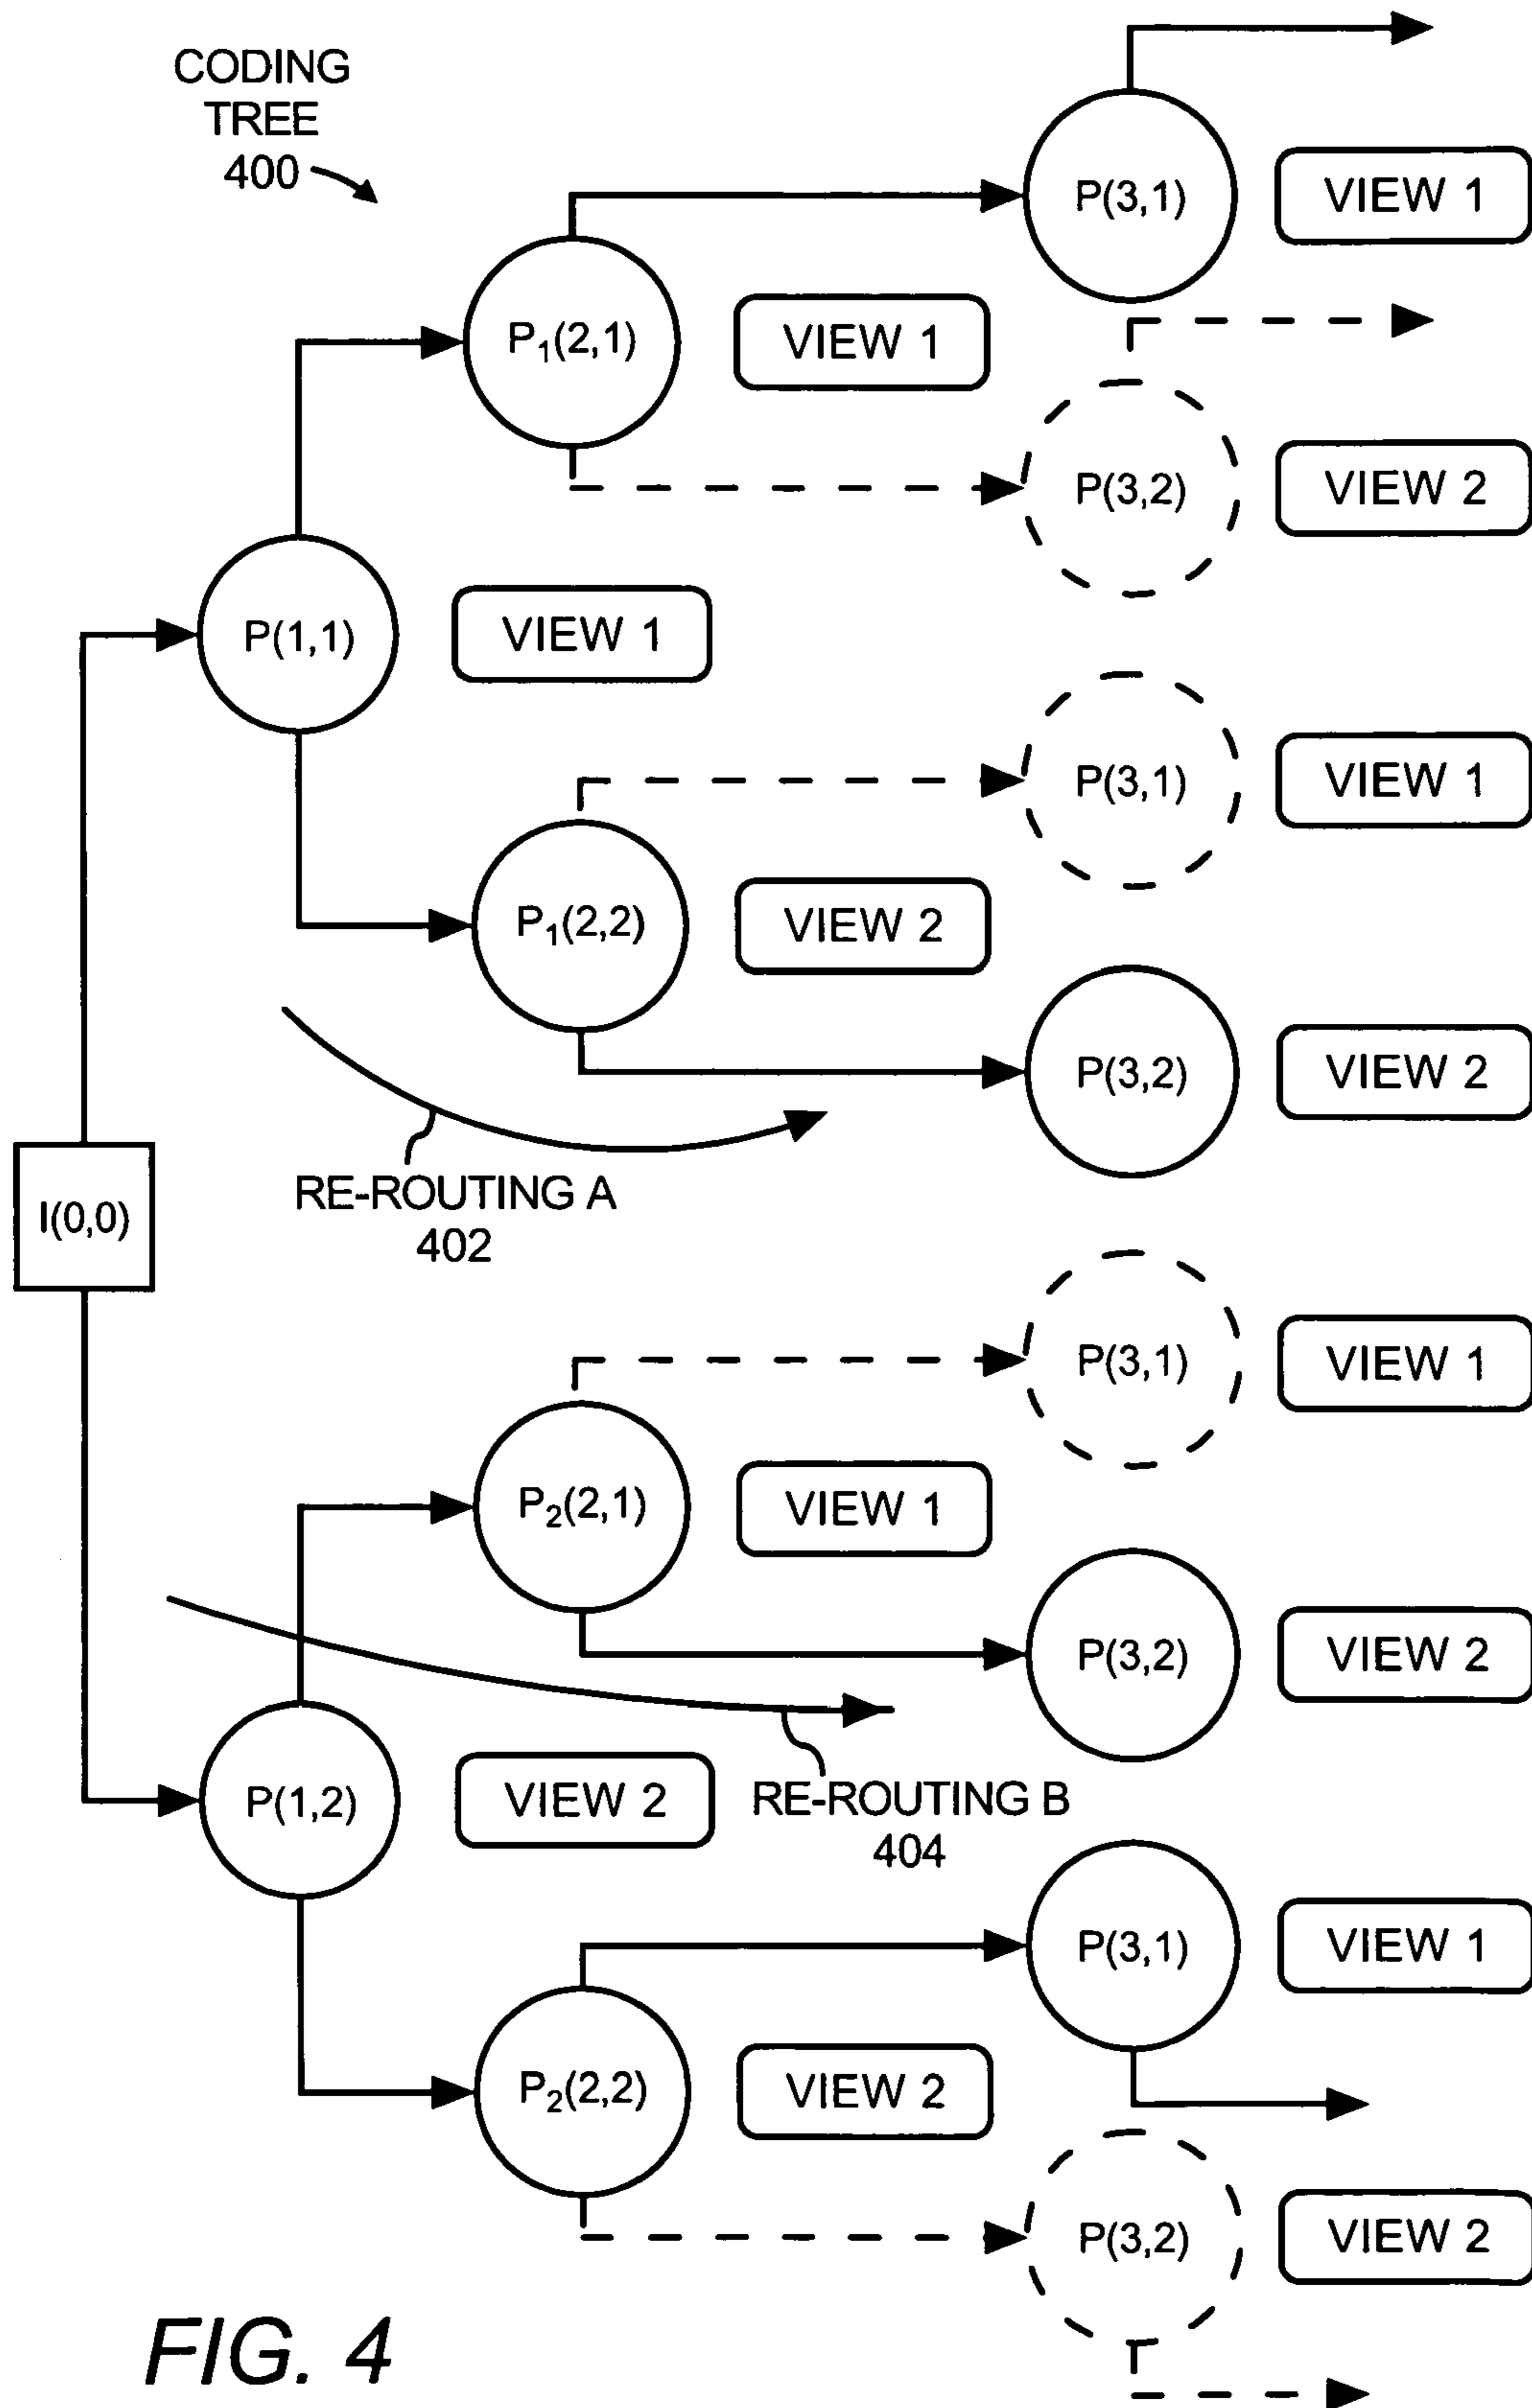 CODING
TREE
400
P(3,1)
VIEW 1
P₁(2,1)
VIEW 1
P(3,2)
VIEW 2
P(1,1)
VIEW 1
P(3,1)
VIEW 1
P₁(2,2)
VIEW 2
P(3,2)
VIEW 2
RE-ROUTING A
402
I(0,0)
P(3,1)
VIEW 1
P₂(2,1)
VIEW 1
P(3,2)
VIEW 2
P(1,2)
VIEW 2
RE-ROUTING B
404
P(3,1)
VIEW 1
P₂(2,2)
VIEW 2
P(3,2)
VIEW 2
FIG. 4